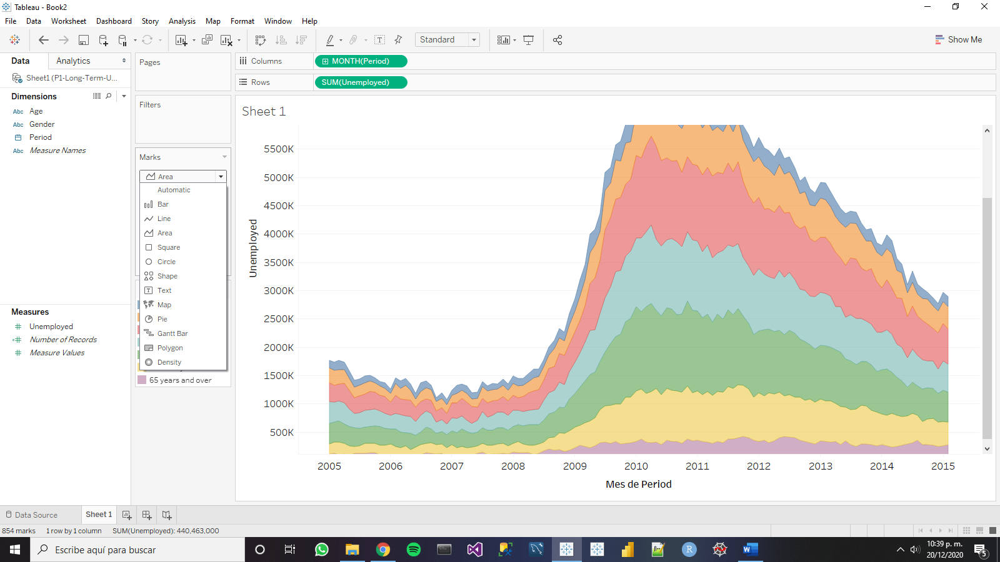 Tableau - Book2
File Data Worksheet Dashboard Story Analysis Map Format Window Help
Standard
Show Me
Data Analytics
Sheet1 (P1-Long-Term-U...
Dimensions
Abc Age
Abc Gender
Period
Abc Measure Names
Measures
Unemployed
Number of Records
Measure Values
Pages
Filters
Marks
Area
Automatic
Bar
Line
Area
Square
Circle
Shape
Text
Map
Pie
Gantt Bar
Polygon
Density
65 years and over
Columns MONTH(Period)
Rows SUM(Unemployed)
Sheet 1
Unemployed
5500K
5000K
4500K
4000K
3500K
3000K
2500K
2000K
1500K
1000K
500K
2005 2006 2007 2008 2009 2010 2011 2012 2013 2014 2015
Mes de Period
Data Source Sheet 1
854 marks 1 row by 1 column SUM(Unemployed): 440,463,000
Escribe aquí para buscar
10:39 p. m.
20/12/2020
5